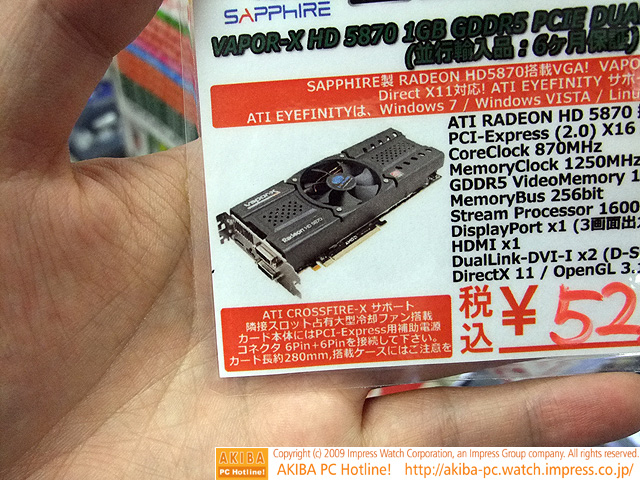 SAPPHIRE
VAPOR-X HD 5870 1GB GDDR5 PCIE DUA
(並行輸入品：6ヶ月保証)
SAPPHIRE製 RADEON HD5870搭載VGA! VAPO
Direct X11対応! ATI EYEFINITY サポー
ATI EYEFINITYは、Windows 7 / Windows VISTA / Linu
ATI RADEON HD 5870
PCI-Express (2.0) X16
CoreClock 870MHz
MemoryClock 1250MHz
GDDR5 VideoMemory 1
MemoryBus 256bit
Stream Processor 1600
DisplayPort x1 (3画面出力
HDMI x1
DualLink-DVI-I x2 (D-S
DirectX 11 / OpenGL 3.1
Vapor-X
Radeon HD 5870
ATI CROSSFIRE-X サポート
隣接スロット占有大型冷却ファン搭載
カード本体にはPCI-Express用補助電源
コネクタ 6Pin+6Pinを接続して下さい。
カード長約280mm,搭載ケースにはご注意を
税込 ¥52
AKIBA PC Hotline!
Copyright (c) 2009 Impress Watch Corporation, an Impress Group company. All rights reserved.
AKIBA PC Hotline! http://akiba-pc.watch.impress.co.jp/